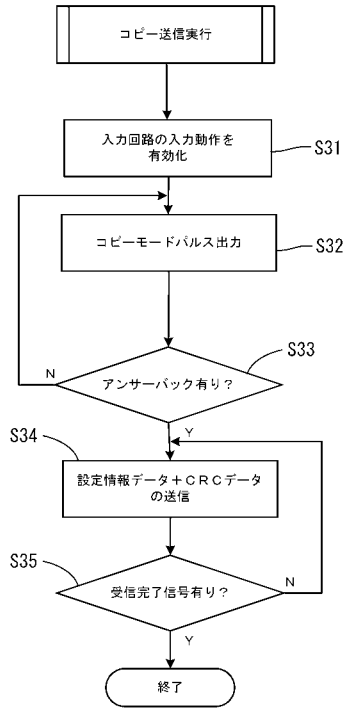 コピー送信実行
入力回路の入力動作を
有効化
S31
コピーモードパルス出力
S32
S33
アンサーバック有り？
N
Y
S34
設定情報データ＋ＣＲＣデータ
の送信
S35
受信完了信号有り？
N
Y
終了